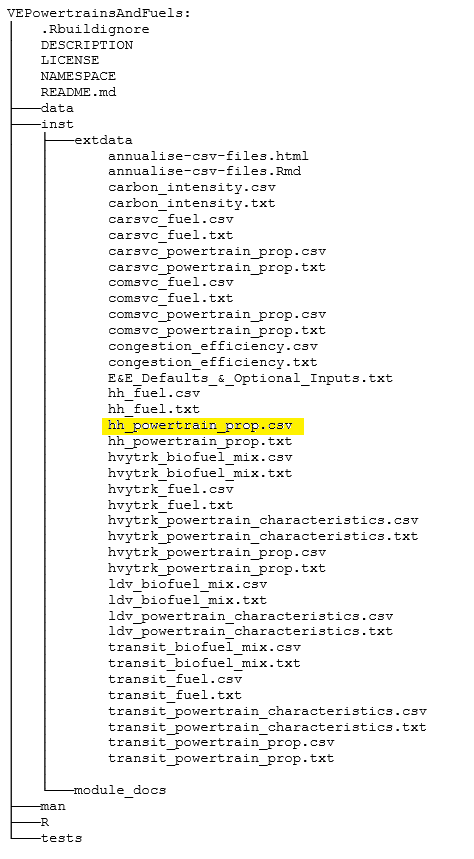 VEPowertrainsAndFuels:
.Rbuildignore
DESCRIPTION
LICENSE
NAMESPACE
README.md
data
inst
extdata
annualise-csv-files.html
annualise-csv-files.Rmd
carbon_intensity.csv
carbon_intensity.txt
carsvc_fuel.csv
carsvc_fuel.txt
carsvc_powertrain_prop.csv
carsvc_powertrain_prop.txt
comsvc_fuel.csv
comsvc_fuel.txt
comsvc_powertrain_prop.csv
comsvc_powertrain_prop.txt
congestion_efficiency.csv
congestion_efficiency.txt
E&E_Defaults_&_Optional_Inputs.txt
hh_fuel.csv
hh_fuel.txt
hh_powertrain_prop.csv
hh_powertrain_prop.txt
hvytrk_biofuel_mix.csv
hvytrk_biofuel_mix.txt
hvytrk_fuel.csv
hvytrk_fuel.txt
hvytrk_powertrain_characteristics.csv
hvytrk_powertrain_characteristics.txt
hvytrk_powertrain_prop.csv
hvytrk_powertrain_prop.txt
ldv_biofuel_mix.csv
ldv_biofuel_mix.txt
ldv_powertrain_characteristics.csv
ldv_powertrain_characteristics.txt
transit_biofuel_mix.csv
transit_biofuel_mix.txt
transit_fuel.csv
transit_fuel.txt
transit_powertrain_characteristics.csv
transit_powertrain_characteristics.txt
transit_powertrain_prop.csv
transit_powertrain_prop.txt
module_docs
man
R
tests